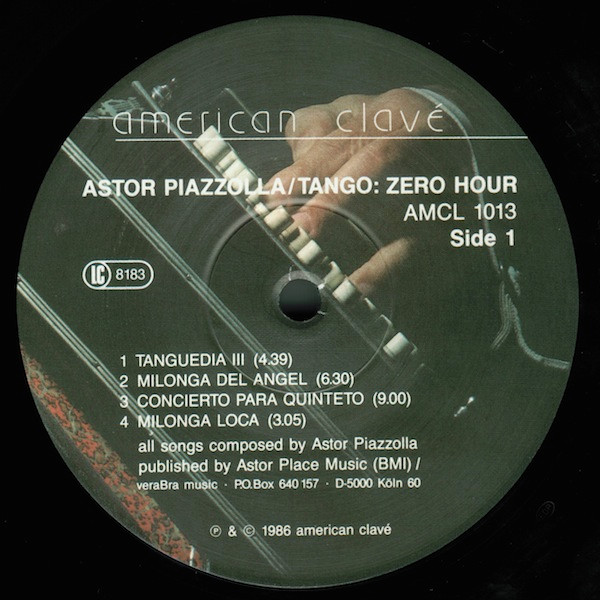 american clavé
ASTOR PIAZZOLLA/TANGO: ZERO HOUR
AMCL 1013
Side 1
LC 8183
1 TANGUEDIA III (4.39)
2 MILONGA DEL ANGEL (6.30)
3 CONCIERTO PARA QUINTETO (9.00)
4 MILONGA LOCA (3.05)
all songs composed by Astor Piazzolla
published by Astor Place Music (BMI) /
veraBra music · P.O.Box 640157 · D-5000 Köln 60
℗ & © 1986 american clavé